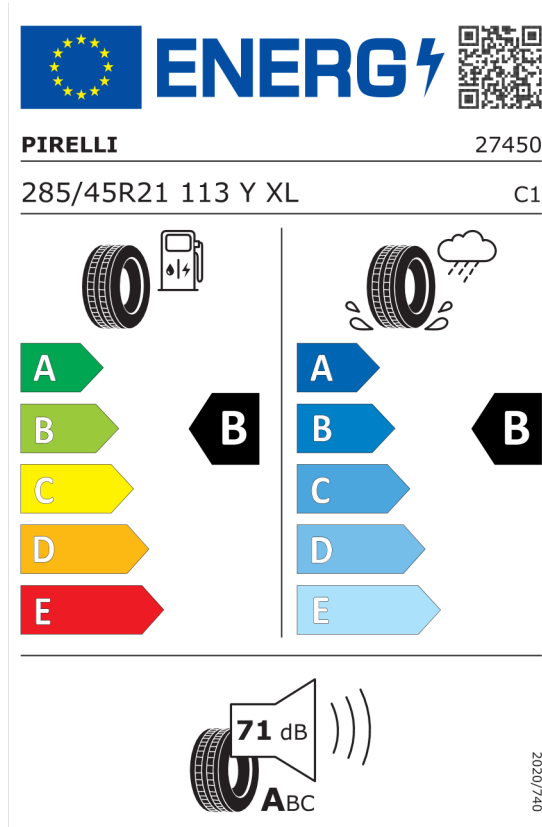 ENERG
PIRELLI 27450
285/45R21 113 Y XL C1
A A
B B B B
C C
D D
E E
71 dB
ABC
2020/740